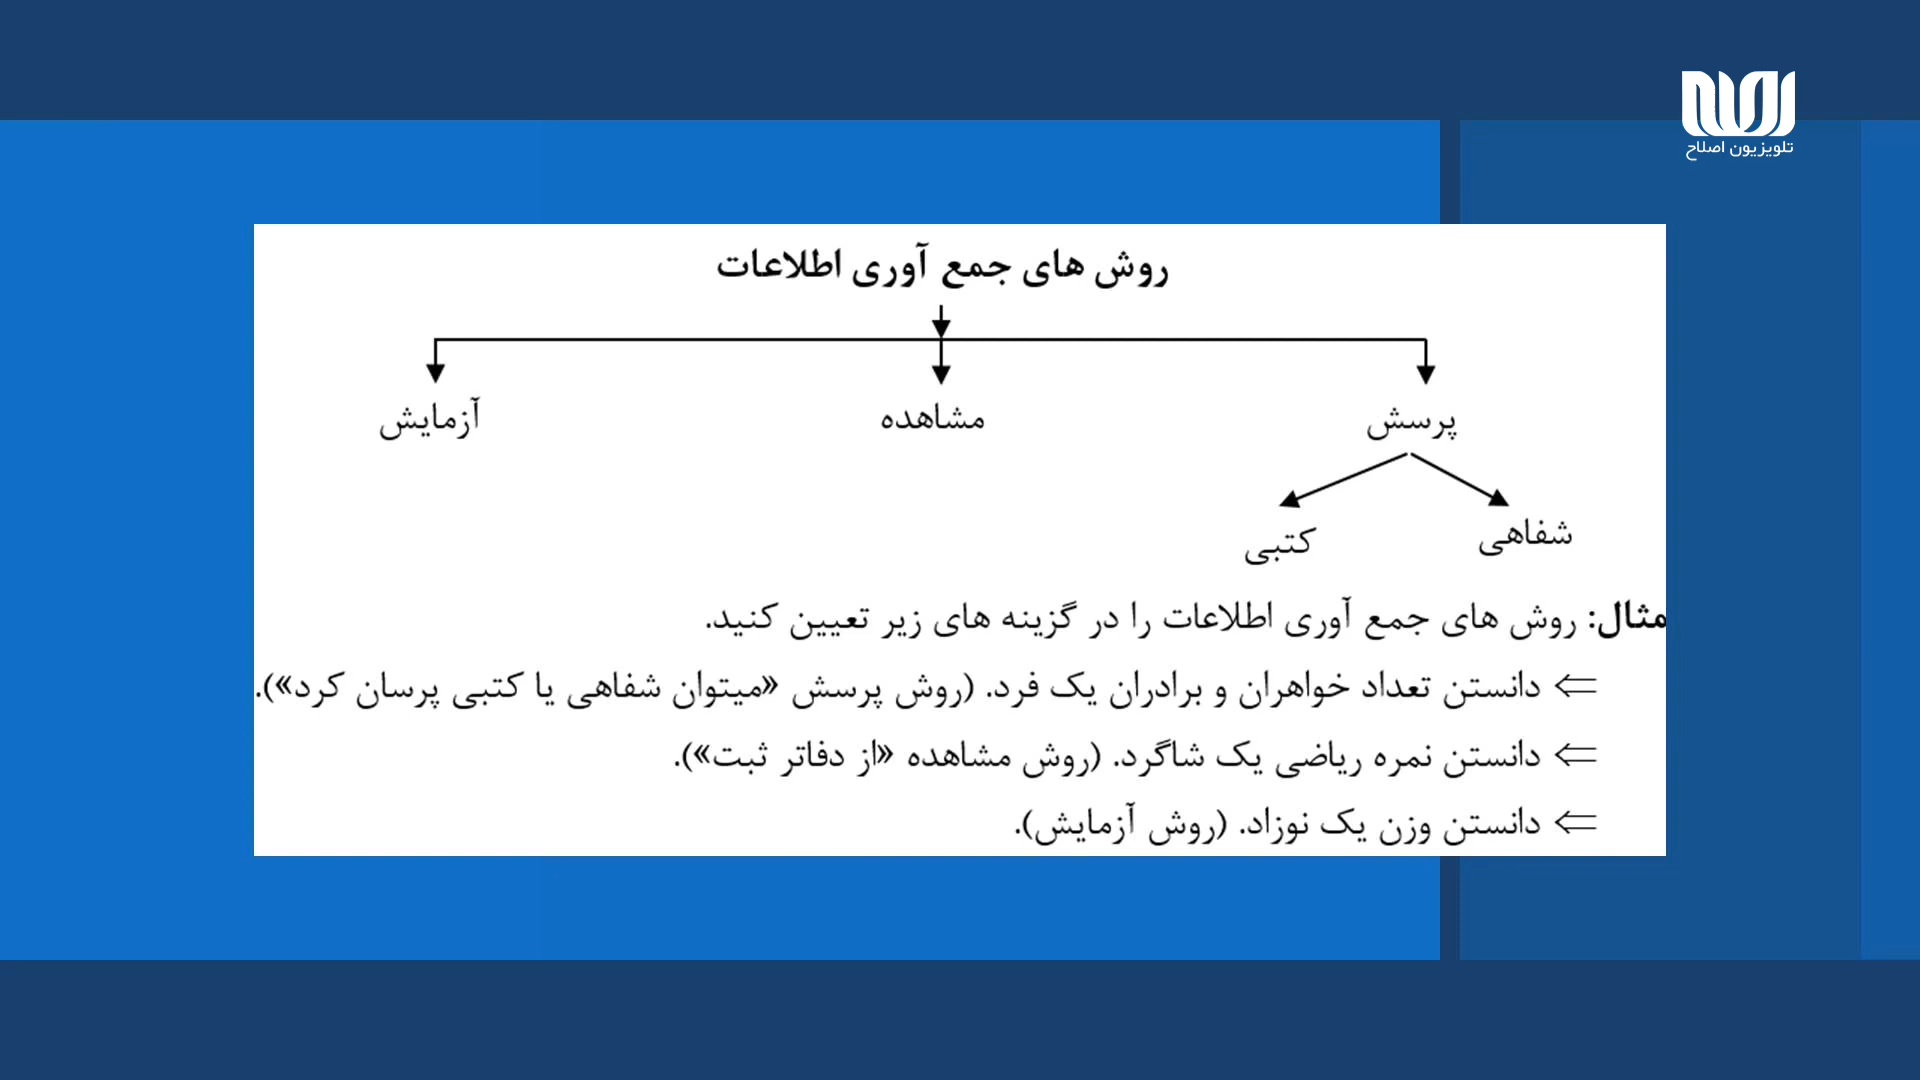 تلویزیون اصلاح
روش های جمع آوری اطلاعات
پرسش مشاهده آزمایش
شفاهی کتبی
مثال: روش های جمع آوری اطلاعات را در گزینه های زیر تعیین کنید.
⇐ دانستن تعداد خواهران و برادران یک فرد. (روش پرسش «میتوان شفاهی یا کتبی پرسان کرد»).
⇐ دانستن نمره ریاضی یک شاگرد. (روش مشاهده «از دفاتر ثبت»).
⇐ دانستن وزن یک نوزاد. (روش آزمایش).